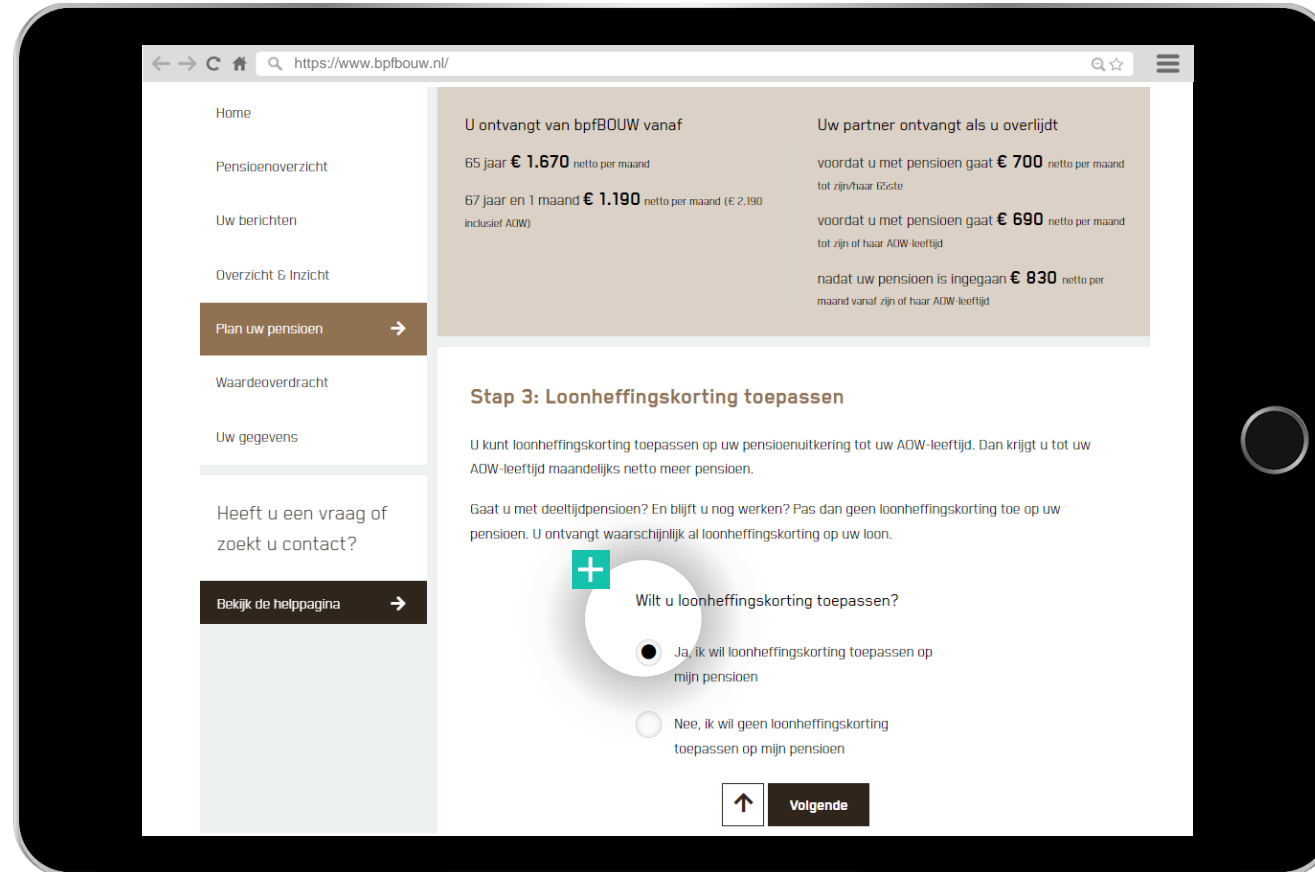 https://www.bpfbouw.nl/
Home
Pensioenoverzicht
Uw berichten
Overzicht & Inzicht
Plan uw pensioen
Waardeoverdracht
Uw gegevens
Heeft u een vraag of
zoekt u contact?
Bekijk de helppagina
U ontvangt van bpfBOUW vanaf
65 jaar € 1.670 netto per maand
67 jaar en 1 maand € 1.190 netto per maand (€ 2.190
inclusief AOW)
Uw partner ontvangt als u overlijdt
voordat u met pensioen gaat € 700 netto per maand
tot zijn/haar 65ste
voordat u met pensioen gaat € 690 netto per maand
tot zijn of haar AOW-leeftijd
nadat uw pensioen is ingegaan € 830 netto per
maand vanaf zijn of haar AOW-leeftijd
Stap 3: Loonheffingskorting toepassen
U kunt loonheffingskorting toepassen op uw pensioenuitkering tot uw AOW-leeftijd. Dan krijgt u tot uw
AOW-leeftijd maandelijks netto meer pensioen.
Gaat u met deeltijdpensioen? En blijft u nog werken? Pas dan geen loonheffingskorting toe op uw
pensioen. U ontvangt waarschijnlijk al loonheffingskorting op uw loon.
Wilt u loonheffingskorting toepassen?
Ja, ik wil loonheffingskorting toepassen op
mijn pensioen
Nee, ik wil geen loonheffingskorting
toepassen op mijn pensioen
Volgende